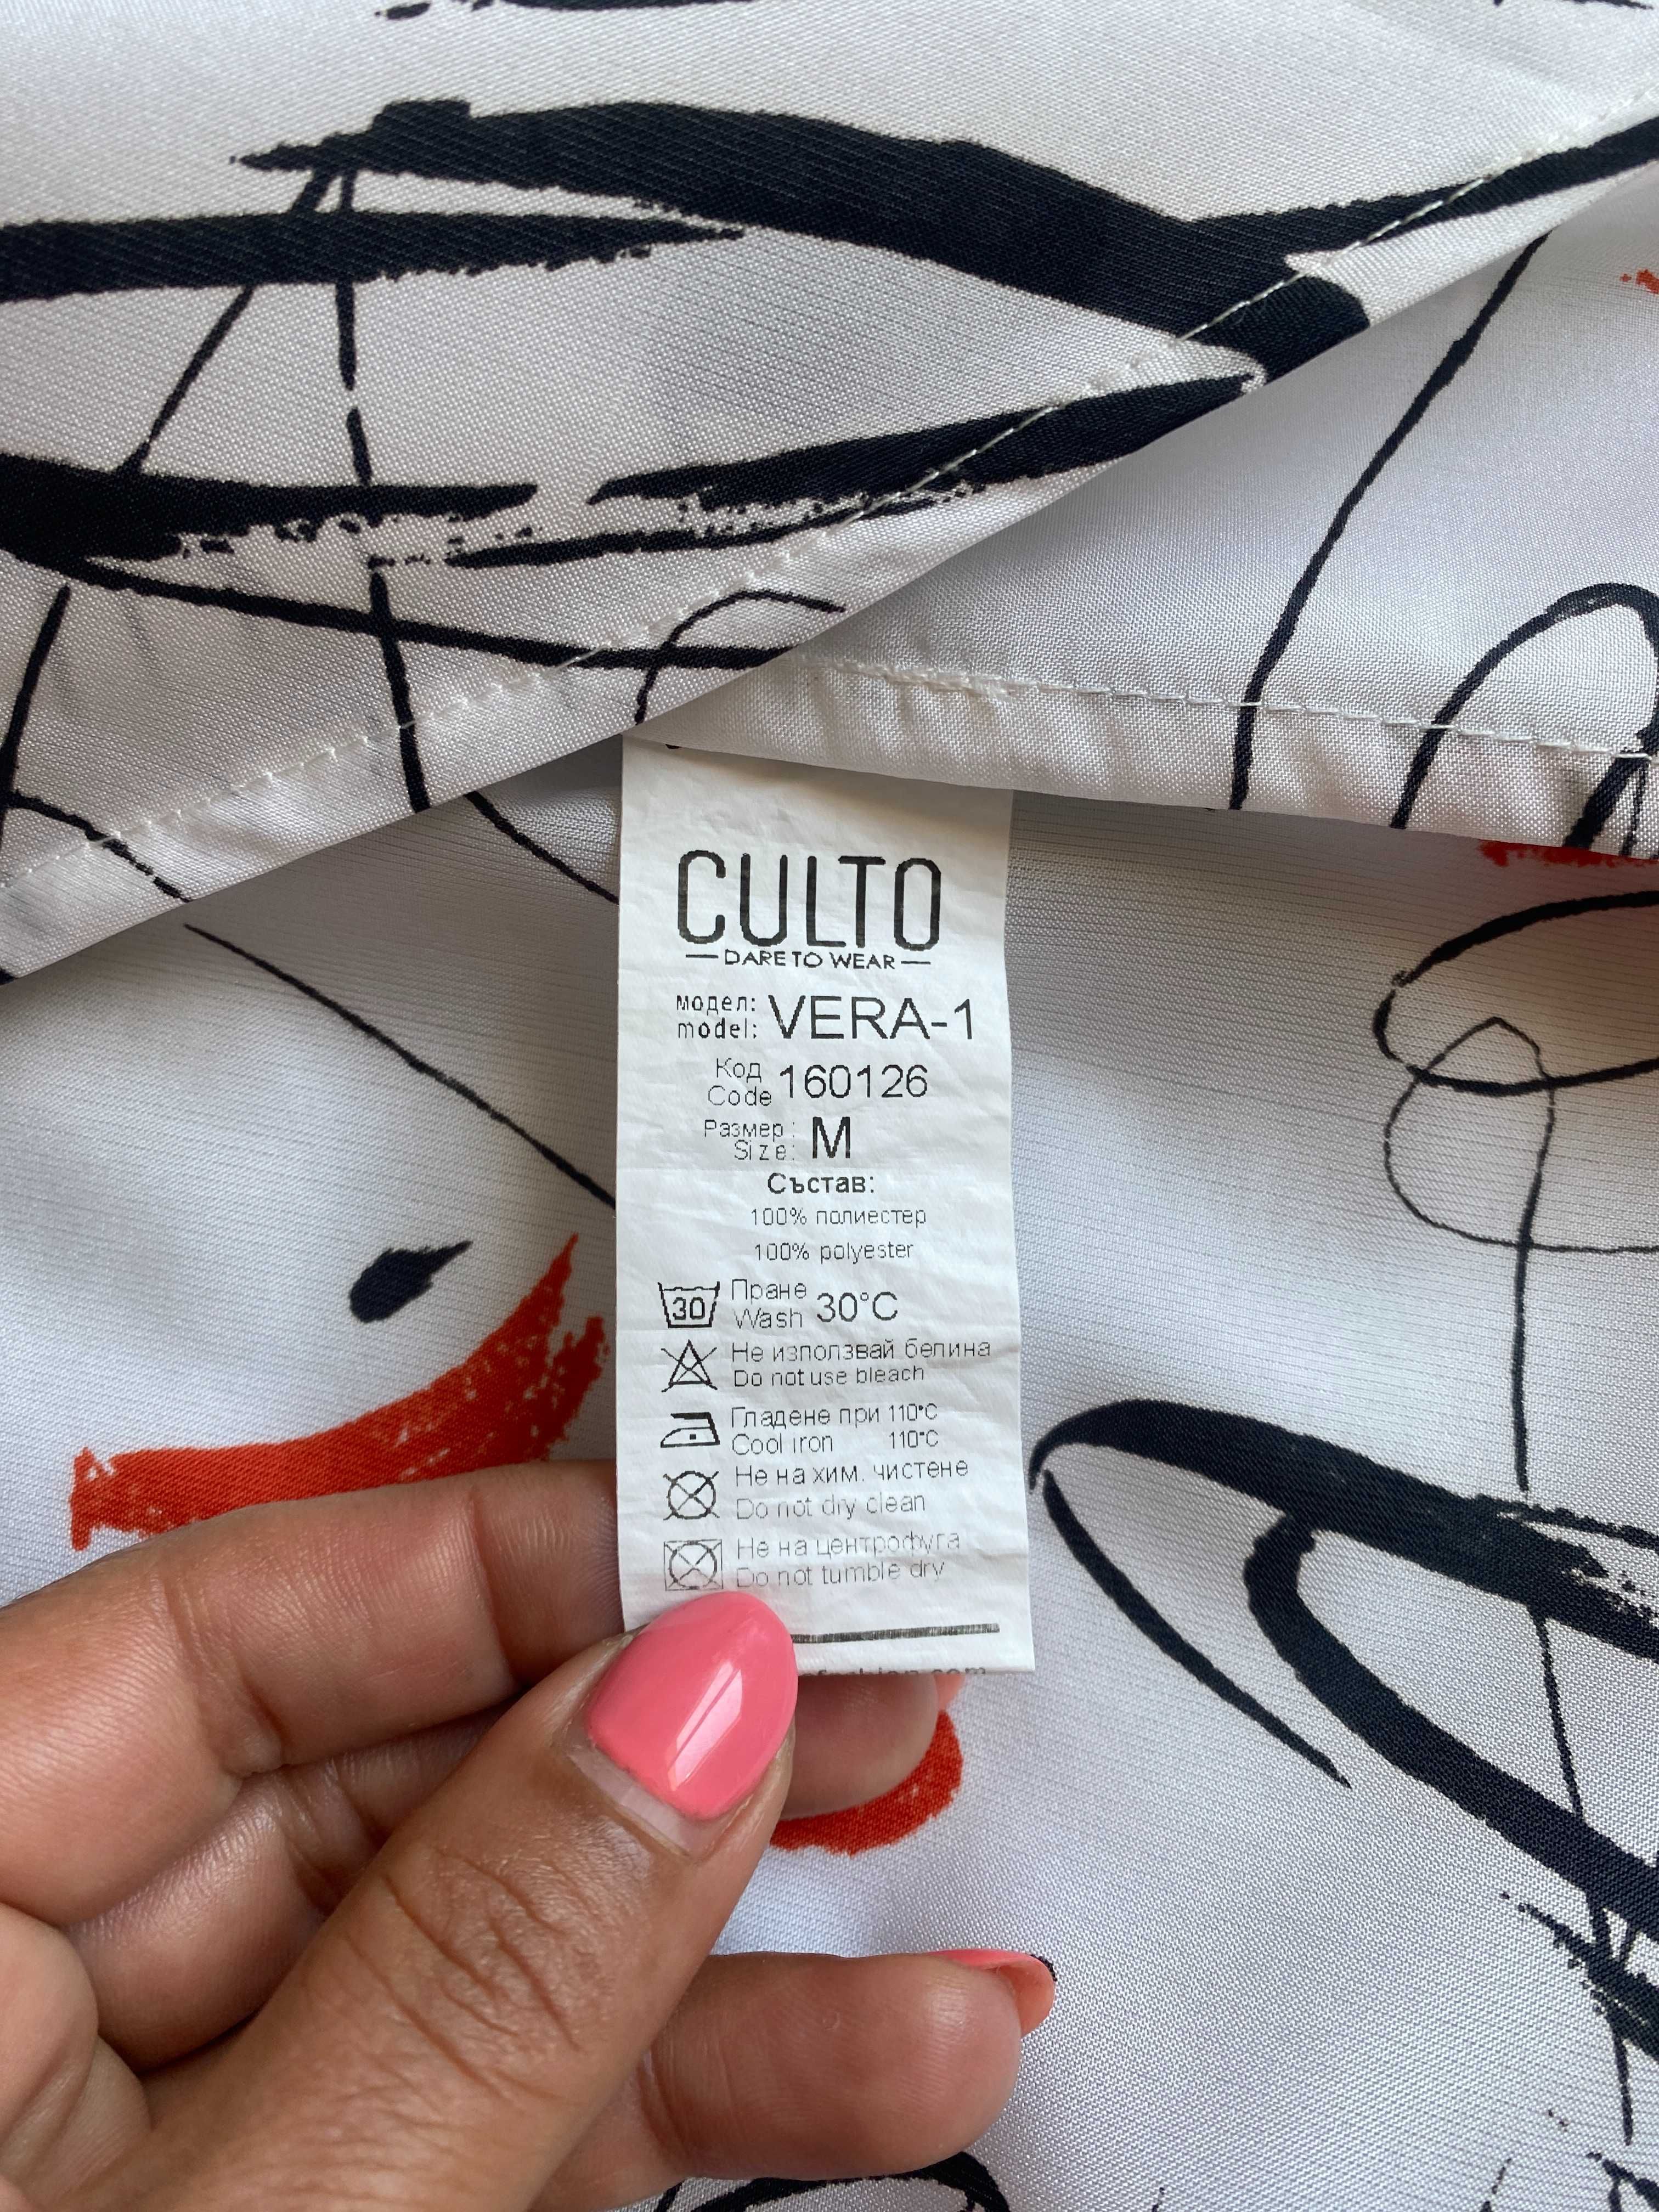 CULTO
DARE TO WEAR
модел:
model: VERA-1
Код
Code 160126
Размер:
Size: M
Състав:
100% полиестер
100% polyester
30 Пране
Wash 30°C
Не използвай белина
Do not use bleach
Гладене при 110°C
Cool iron 110°C
Не на хим. чистене
Do not dry clean
Не на центрофуга
Do not tumble dry